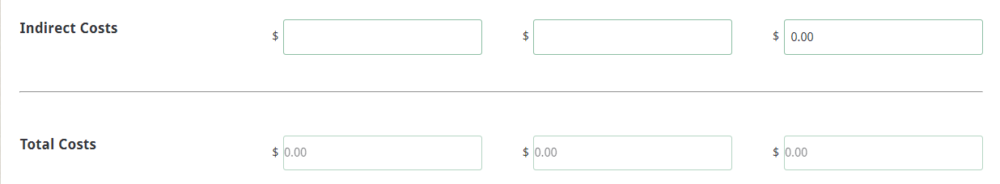 Indirect Costs $ $ $ 0.00
Total Costs $ 0.00 $ 0.00 $ 0.00